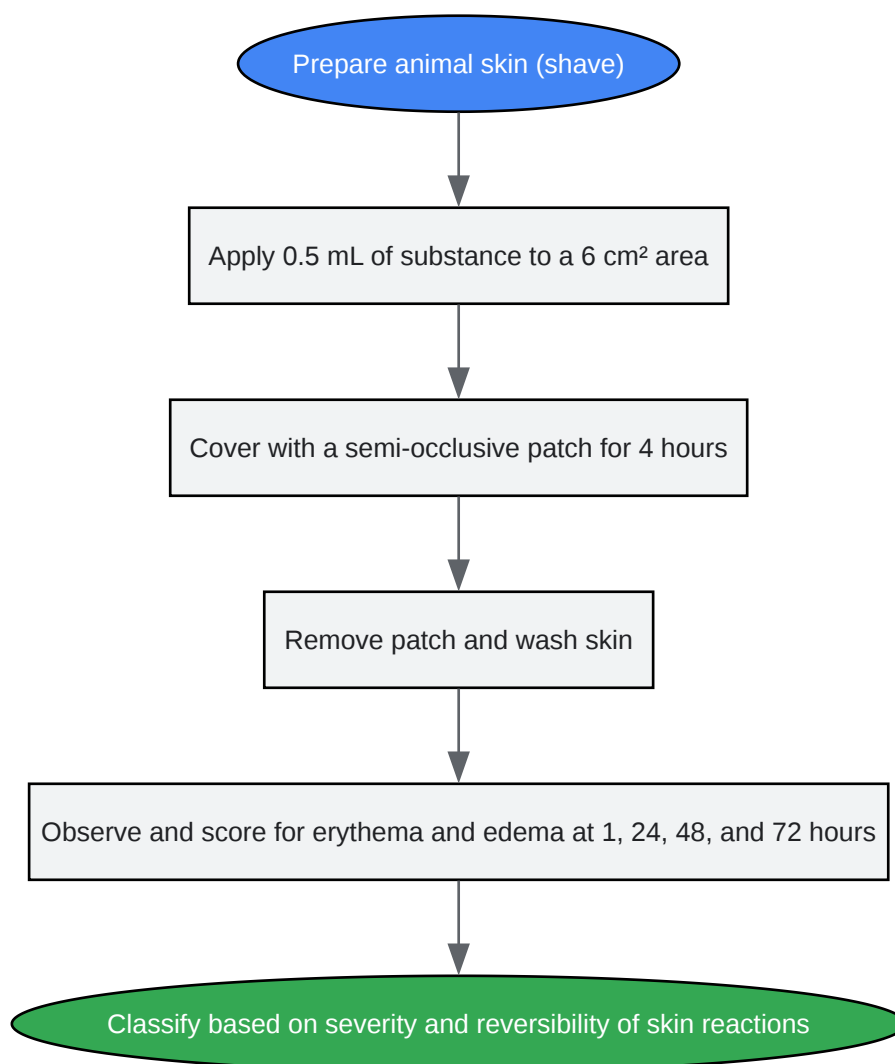 Prepare animal skin (shave)
Apply 0.5 mL of substance to a 6 cm² area
Cover with a semi-occlusive patch for 4 hours
Remove patch and wash skin
Observe and score for erythema and edema at 1, 24, 48, and 72 hours
Classify based on severity and reversibility of skin reactions